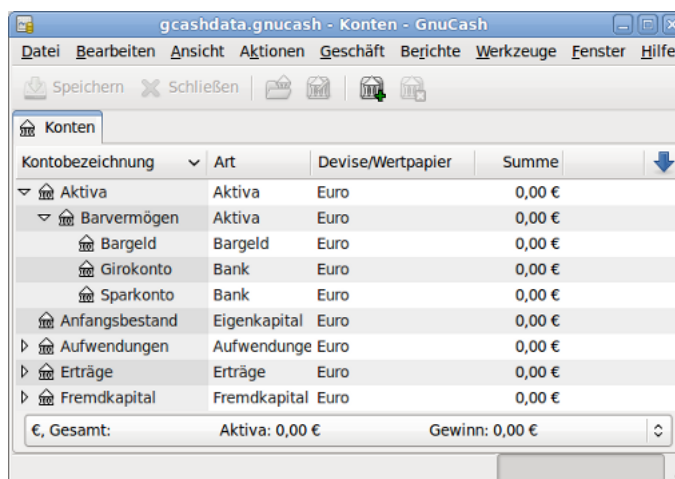 gcashdata.gnucash - Konten - GnuCash
Datei Bearbeiten Ansicht Aktionen Geschäft Berichte Werkzeuge Fenster Hilfe
Speichern Schließen
Konten
Kontobezeichnung Art Devise/Wertpapier Summe
Aktiva Aktiva Euro 0,00 €
Barvermögen Aktiva Euro 0,00 €
Bargeld Bargeld Euro 0,00 €
Girokonto Bank Euro 0,00 €
Sparkonto Bank Euro 0,00 €
Anfangsbestand Eigenkapital Euro 0,00 €
Aufwendungen Aufwendunge Euro 0,00 €
Erträge Erträge Euro 0,00 €
Fremdkapital Fremdkapital Euro 0,00 €
€, Gesamt: Aktiva: 0,00 € Gewinn: 0,00 €